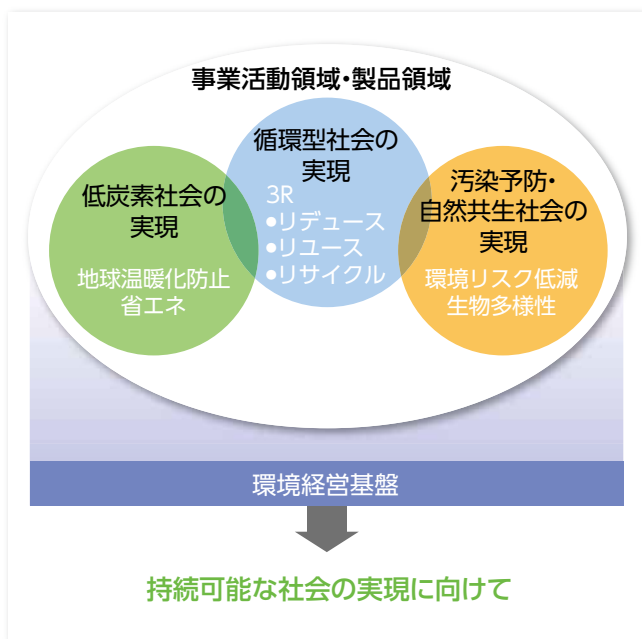 事業活動領域・製品領域
低炭素社会の
実現
地球温暖化防止
省エネ
循環型社会の
実現
3R
●リデュース
●リユース
●リサイクル
汚染予防・
自然共生社会の
実現
環境リスク低減
生物多様性
環境経営基盤
持続可能な社会の実現に向けて